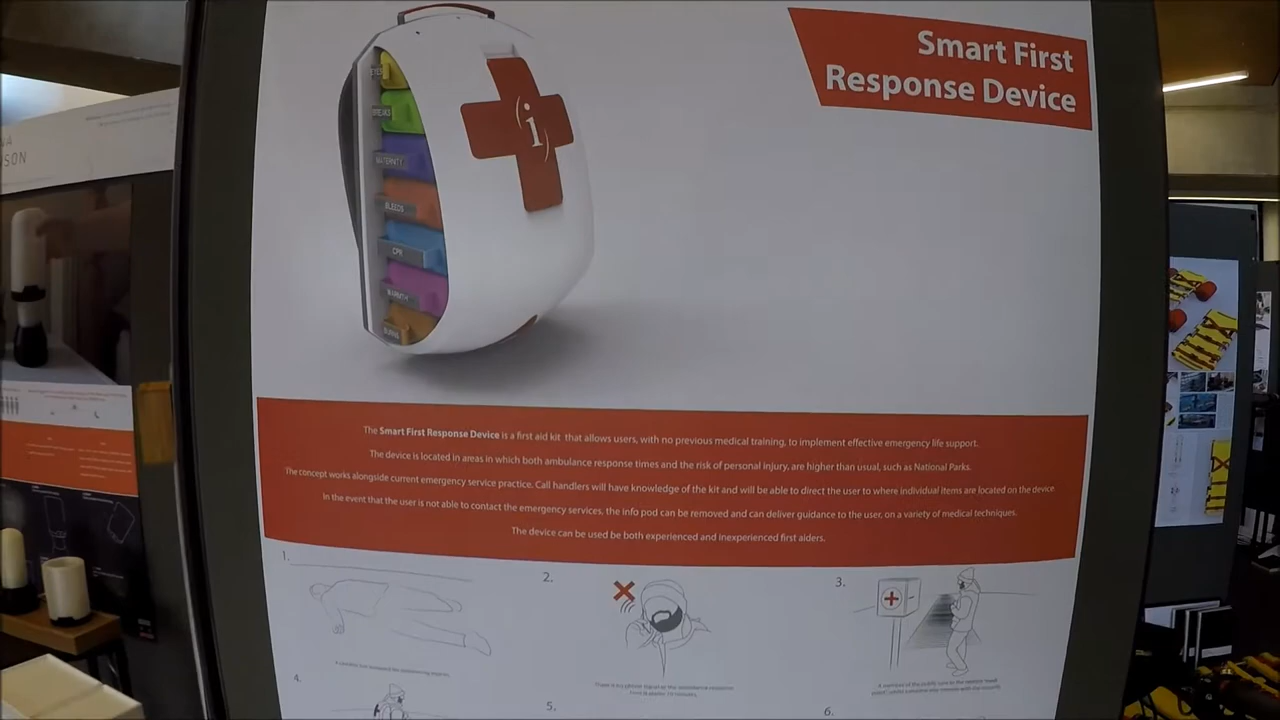 Smart First
Response Device
i
EYES
BREAKS
MATERNITY
BLEEDS
CPR
WARMTH
BURNS
The Smart First Response Device is a first aid kit that allows users, with no previous medical training, to implement effective emergency life support.
The device is located in areas in which both ambulance response times and the risk of personal injury, are higher than usual, such as National Parks.
The concept works alongside current emergency service practice. Call handlers will have knowledge of the kit and will be able to direct the user to where individual items are located on the device
In the event that the user is not able to contact the emergency services, the info pod can be removed and can deliver guidance to the user, on a variety of medical techniques.
The device can be used be both experienced and inexperienced first aiders.
1.
2.
3.
4.
5.
6.
NA
SON